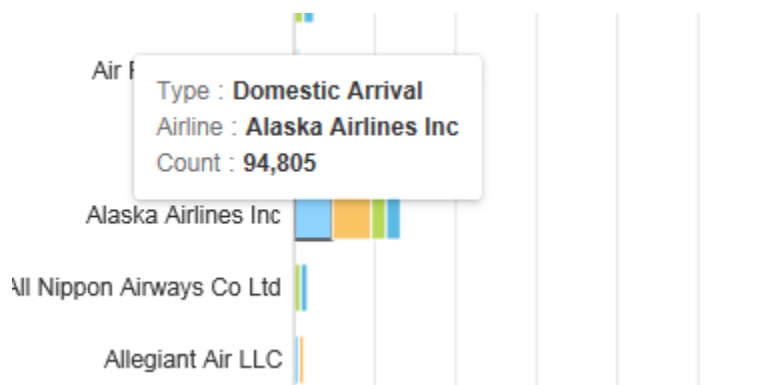 Air
Type : Domestic Arrival
Airline : Alaska Airlines Inc
Count : 94,805
Alaska Airlines Inc
All Nippon Airways Co Ltd
Allegiant Air LLC